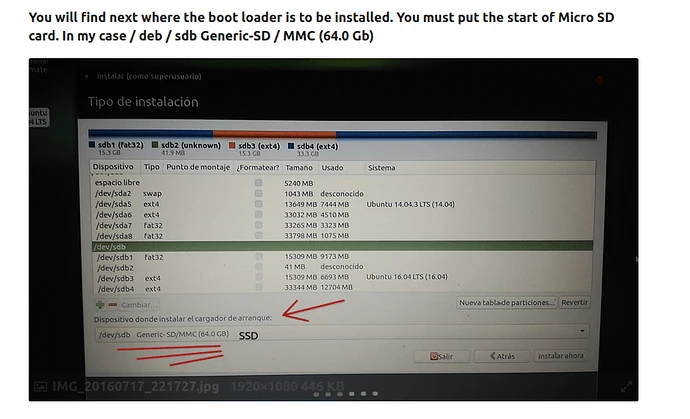 You will find next where the boot loader is to be installed. You must put the start of Micro SD
card. In my case / deb / sdb Generic-SD / MMC (64.0 Gb)
Instalar (como superusuario)
Tipo de instalación
sdb1 (fat32) sdb2 (unknown) sdb3 (ext4) sdb4 (ext4)
15.3 GB 41.9 MB 15.3 GB 33.3 GB
Dispositivo Tipo Punto de montaje ¿Formatear? Tamaño Usado Sistema
espacio libre 5240 MB
/dev/sda2 swap 1043 MB desconocido
/dev/sda5 ext4 13649 MB 7444 MB Ubuntu 14.04.3 LTS (14.04)
/dev/sda6 ext4 33032 MB 4510 MB
/dev/sda7 fat32 33265 MB 3323 MB
/dev/sda8 fat32 33798 MB 1075 MB
/dev/sdb
/dev/sdb1 fat32 15309 MB 9173 MB
/dev/sdb2 41 MB desconocido
/dev/sdb3 ext4 15309 MB 6693 MB Ubuntu 16.04 LTS (16.04)
/dev/sdb4 ext4 33344 MB 12704 MB
Cambiar... Nueva tabla de particiones... Revertir
Dispositivo donde instalar el cargador de arranque:
/dev/sdb Generic-SD/MMC (64.0 GB) SSD
Salir Atrás Instalar ahora
IMG_20160717_221727.jpg 1920×1080 446 KB